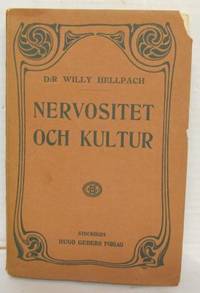 D:R WILLY HELLPACH
NERVOSITET
OCH KULTUR
STOCKHOLM
HUGO GEBERS FÖRLAG